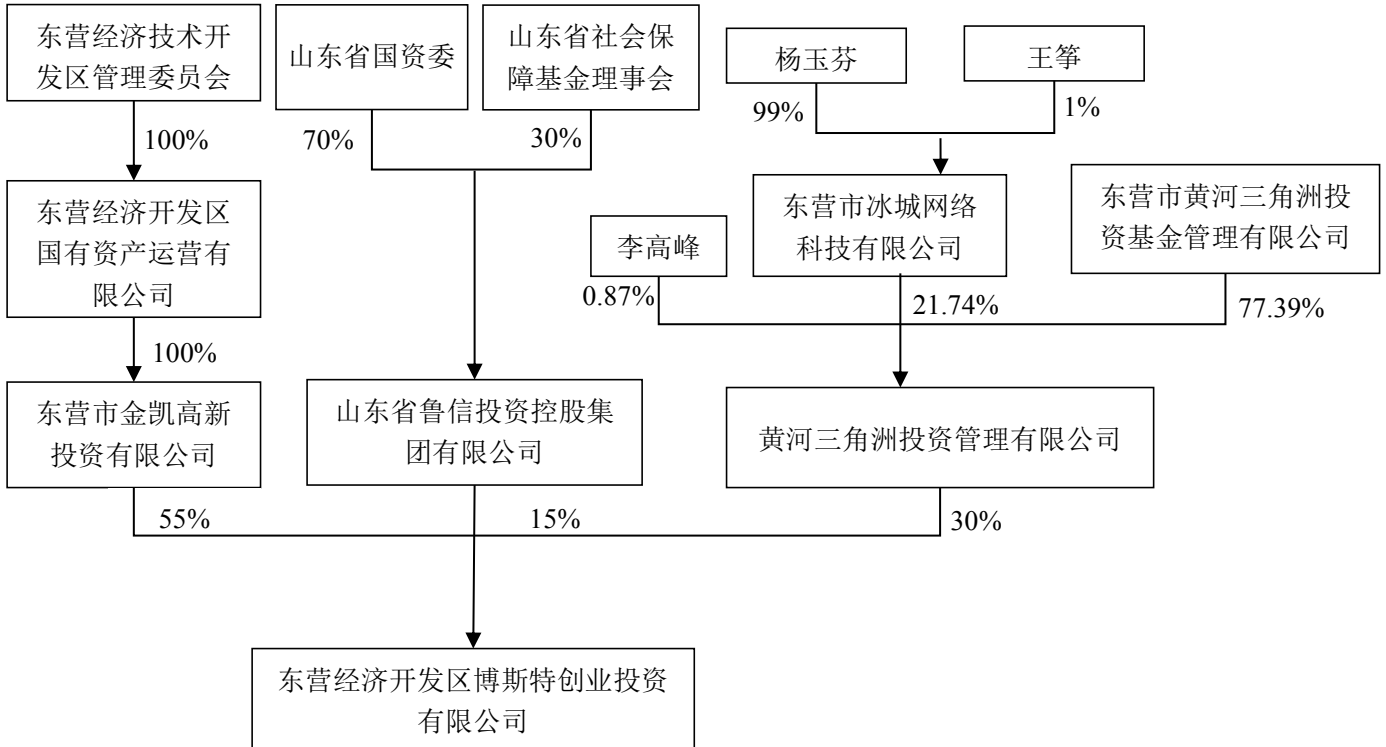 东营经济技术开
发区管理委员会
山东省国资委
山东省社会保
障基金理事会
杨玉芬
王筝
100%
70%
30%
99%
1%
东营经济开发区
国有资产运营有
限公司
李高峰
东营市冰城网络
科技有限公司
东营市黄河三角洲投
资基金管理有限公司
0.87%
21.74%
77.39%
100%
东营市金凯高新
投资有限公司
山东省鲁信投资控股集
团有限公司
黄河三角洲投资管理有限公司
55%
15%
30%
东营经济开发区博斯特创业投资
有限公司